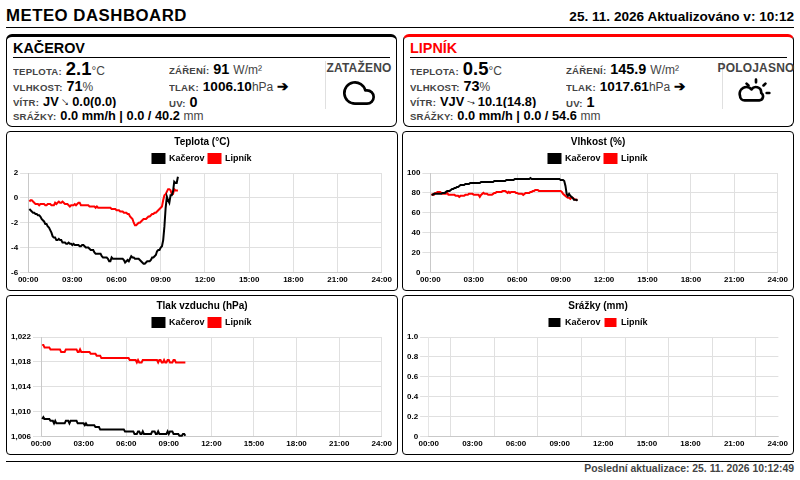 METEO DASHBOARD
25. 11. 2026 Aktualizováno v: 10:12
KAČEROV
TEPLOTA: 2.1°C
ZÁŘENÍ: 91 W/m²
ZATAŽENO
VLHKOST: 71%
TLAK: 1006.10hPa ➔
VÍTR: JV → 0.0(0.0)
UV: 0
SRÁŽKY: 0.0 mm/h | 0.0 / 40.2 mm
LIPNÍK
TEPLOTA: 0.5°C
ZÁŘENÍ: 145.9 W/m²
POLOJASNO
VLHKOST: 73%
TLAK: 1017.61hPa ➔
VÍTR: VJV → 10.1(14.8)
UV: 1
SRÁŽKY: 0.0 mm/h | 0.0 / 54.6 mm
Teplota (°C)
Kačerov Lipník
2
0
-2
-4
-6
00:00 03:00 06:00 09:00 12:00 15:00 18:00 21:00 24:00
Vlhkost (%)
Kačerov Lipník
100
80
60
40
20
0
00:00 03:00 06:00 09:00 12:00 15:00 18:00 21:00 24:00
Tlak vzduchu (hPa)
Kačerov Lipník
1,022
1,018
1,014
1,010
1,006
00:00 03:00 06:00 09:00 12:00 15:00 18:00 21:00 24:00
Srážky (mm)
Kačerov Lipník
1.0
0.8
0.6
0.4
0.2
0
00:00 03:00 06:00 09:00 12:00 15:00 18:00 21:00 24:00
Poslední aktualizace: 25. 11. 2026 10:12:49